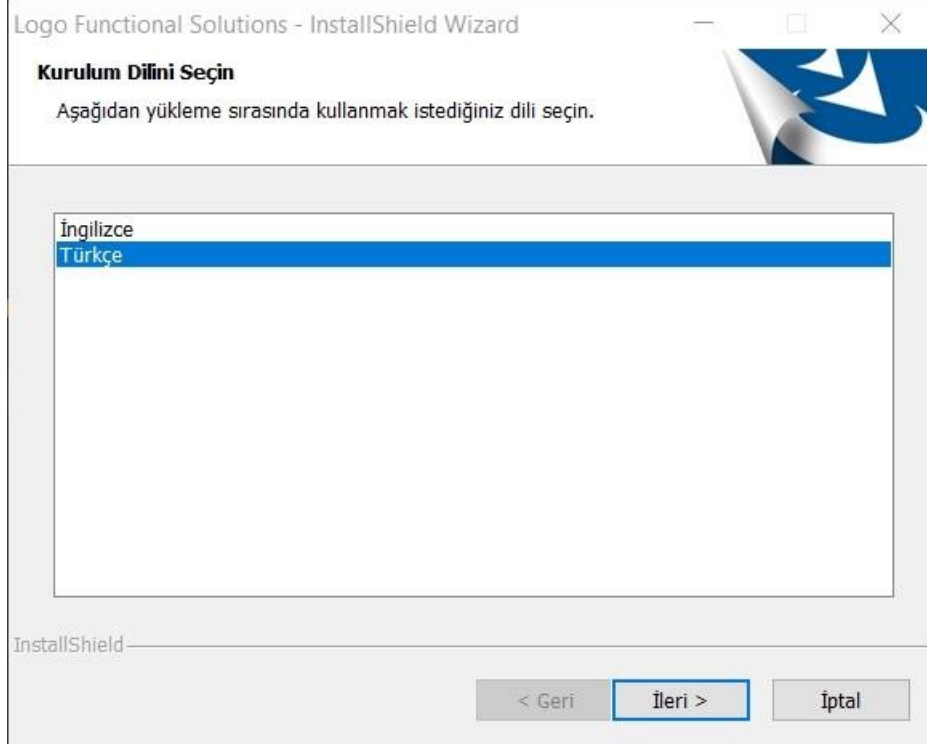 Logo Functional Solutions - InstallShield Wizard
Kurulum Dilini Seçin
Aşağıdan yükleme sırasında kullanmak istediğiniz dili seçin.
İngilizce
Türkçe
InstallShield
< Geri
İleri >
İptal